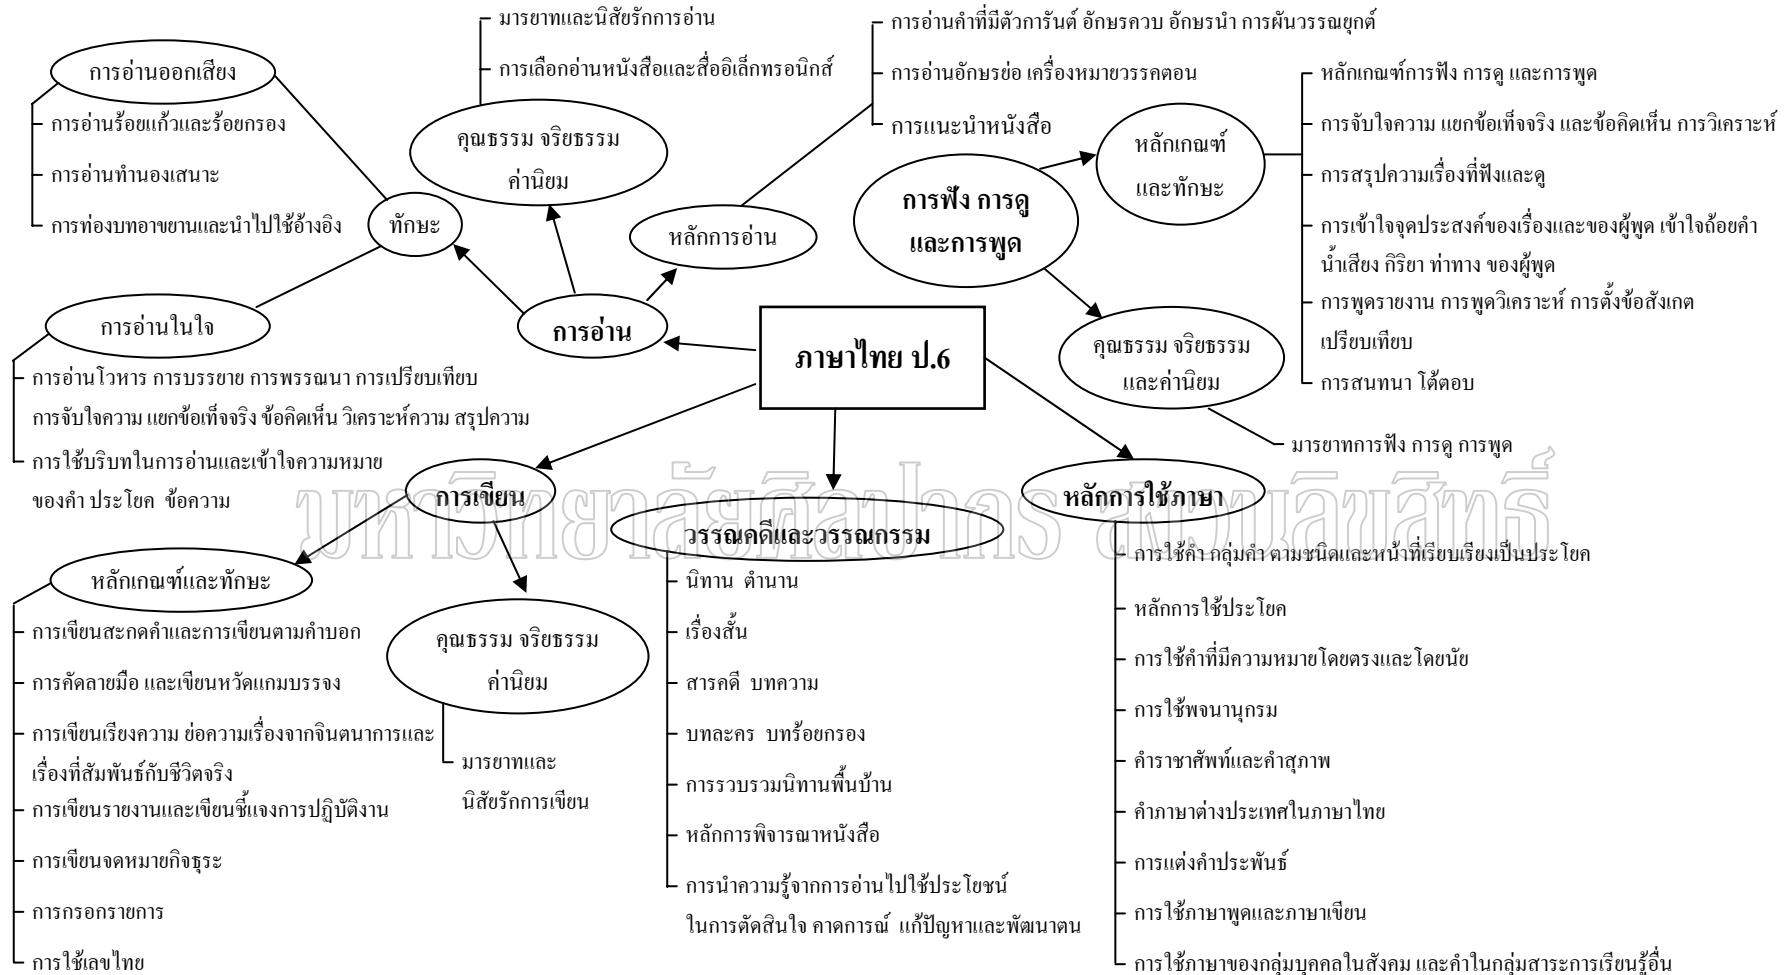 มารยาทและนิสัยรักการอ่าน
การเลือกอ่านหนังสือและสื่ออิเล็กทรอนิกส์
คุณธรรม จริยธรรม
ค่านิยม
การอ่านออกเสียง
การอ่านร้อยแก้วและร้อยกรอง
การอ่านทำนองเสนาะ
การท่องบทอาขยานและนำไปใช้อ้างอิง
ทักษะ
การอ่านในใจ
การอ่านโวหาร การบรรยาย การพรรณนา การเปรียบเทียบ
การจับใจความ แยกข้อเท็จจริง ข้อคิดเห็น วิเคราะห์ความ สรุปความ
การใช้บริบทในการอ่านและเข้าใจความหมาย
ของคำ ประโยค ข้อความ
การอ่านคำที่มีตัวการันต์ อักษรควบ อักษรนำ การผันวรรณยุกต์
การอ่านอักษรย่อ เครื่องหมายวรรคตอน
การแนะนำหนังสือ
หลักการอ่าน
การอ่าน
ภาษาไทย ป.6
การฟัง การดู
และการพูด
หลักเกณฑ์
และทักษะ
หลักเกณฑ์การฟัง การดู และการพูด
การจับใจความ แยกข้อเท็จจริง และข้อคิดเห็น การวิเคราะห์
การสรุปความเรื่องที่ฟังและดู
การเข้าใจจุดประสงค์ของเรื่องและของผู้พูด เข้าใจถ้อยคำ
น้ำเสียง กิริยา ท่าทาง ของผู้พูด
การพูดรายงาน การพูดวิเคราะห์ การตั้งข้อสังเกต
เปรียบเทียบ
การสนทนา โต้ตอบ
คุณธรรม จริยธรรม
และค่านิยม
มารยาทการฟัง การดู การพูด
มหาวิทยาลัยศิลปากร สงวนลิขสิทธิ์
การเขียน
หลักเกณฑ์และทักษะ
การเขียนสะกดคำและการเขียนตามคำบอก
การคัดลายมือ และเขียนหวัดแกมบรรจง
การเขียนเรียงความ ย่อความเรื่องจากจินตนาการและ
เรื่องที่สัมพันธ์กับชีวิตจริง
การเขียนรายงานและเขียนชี้แจงการปฏิบัติงาน
การเขียนจดหมายกิจธุระ
การกรอกรายการ
การใช้เลขไทย
คุณธรรม จริยธรรม
ค่านิยม
มารยาทและ
นิสัยรักการเขียน
วรรณคดีและวรรณกรรม
นิทาน ตำนาน
เรื่องสั้น
สารคดี บทความ
บทละคร บทร้อยกรอง
การรวบรวมนิทานพื้นบ้าน
หลักการพิจารณาหนังสือ
การนำความรู้จากการอ่านไปใช้ประโยชน์
ในการตัดสินใจ คาดการณ์ แก้ปัญหาและพัฒนาตน
หลักการใช้ภาษา
การใช้คำ กลุ่มคำ ตามชนิดและหน้าที่เรียบเรียงเป็นประโยค
หลักการใช้ประโยค
การใช้คำที่มีความหมายโดยตรงและโดยนัย
การใช้พจนานุกรม
คำราชาศัพท์และคำสุภาพ
คำภาษาต่างประเทศในภาษาไทย
การแต่งคำประพันธ์
การใช้ภาษาพูดและภาษาเขียน
การใช้ภาษาของกลุ่มบุคคลในสังคม และคำในกลุ่มสาระการเรียนรู้อื่น